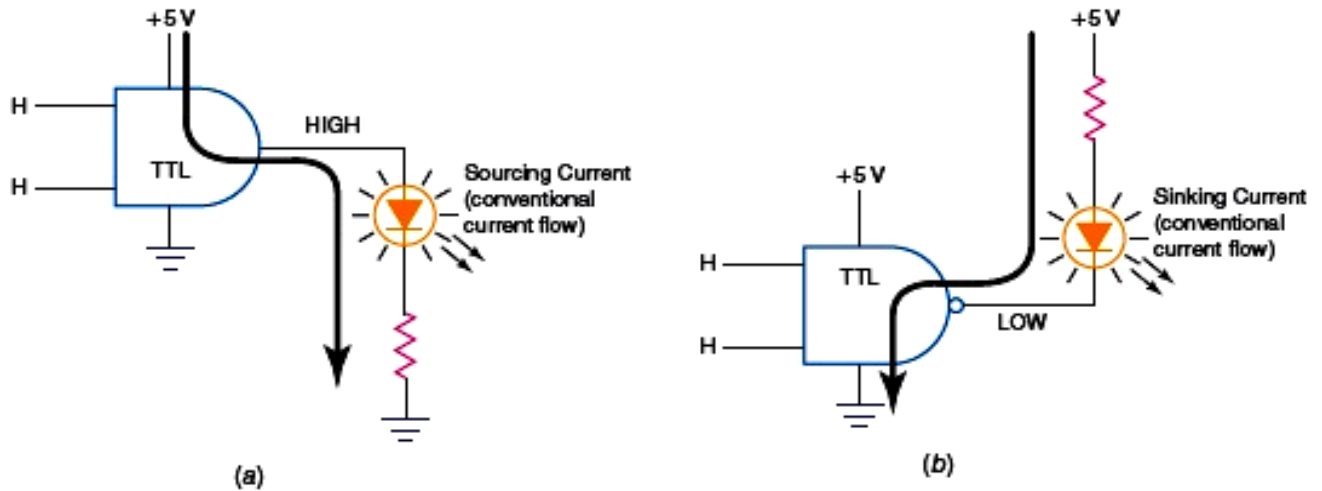 +5 V
H
HIGH
TTL
H
Sourcing Current
(conventional
current flow)
(a)
+5 V
+5 V
Sinking Current
(conventional
current flow)
H
TTL
LOW
H
(b)